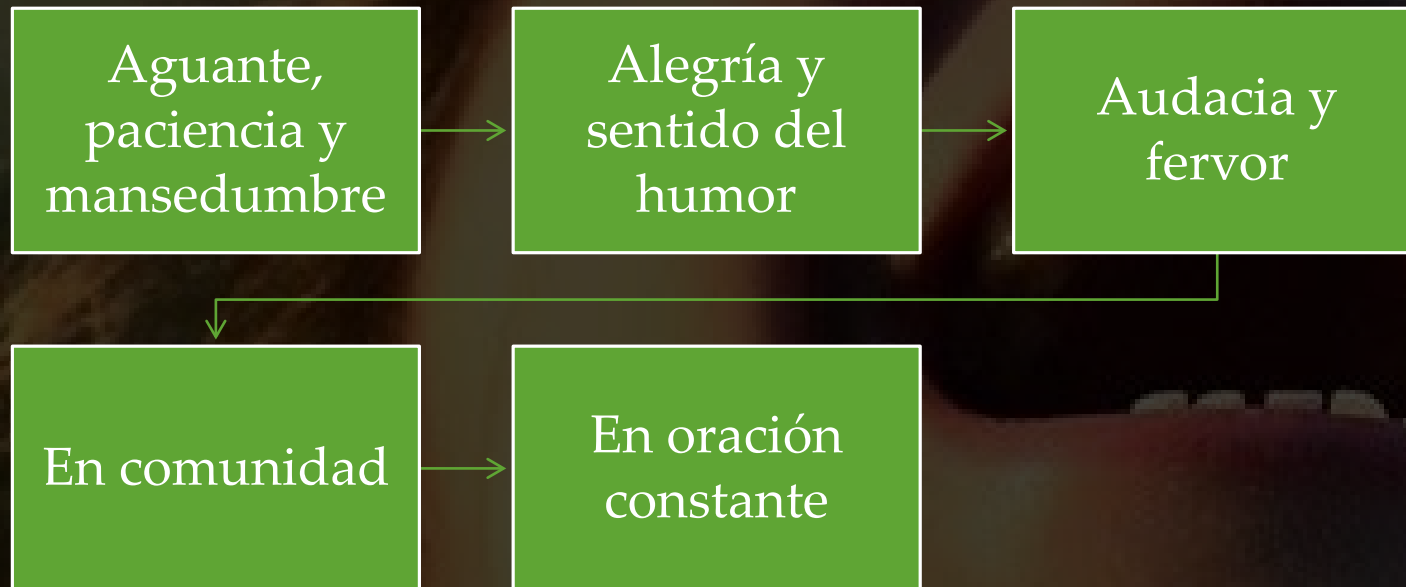 Aguante,
paciencia y
mansedumbre
Alegría y
sentido del
humor
Audacia y
fervor
En comunidad
En oración
constante